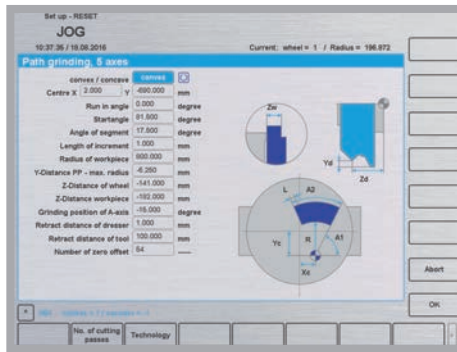 Set up - RESET
JOG
10:37:36 / 18.08.2016
Current: wheel = 1 / Radius = 196.872
Path grinding, 5 axes
convex / concave convex
Centre X 2.000 Y -690.000 mm
Run in angle 0.000 degree
Startangle 81.500 degree
Angle of segment 17.500 degree
Length of increment 1.000 mm
Radius of workpiece 600.000 mm
Y-Distance PP - max. radius -6.250 mm
Z-Distance of wheel -141.000 mm
Z-Distance workpiece -192.000 mm
Grinding position of A-axis -15.000 degree
Retract distance of dresser 1.000 mm
Retract distance of tool 100.000 mm
Number of zero offset 54
Zw
Yd
Zd
L A2
Yc R A1
Xc
Abort
OK
No. of cutting passes
Technology